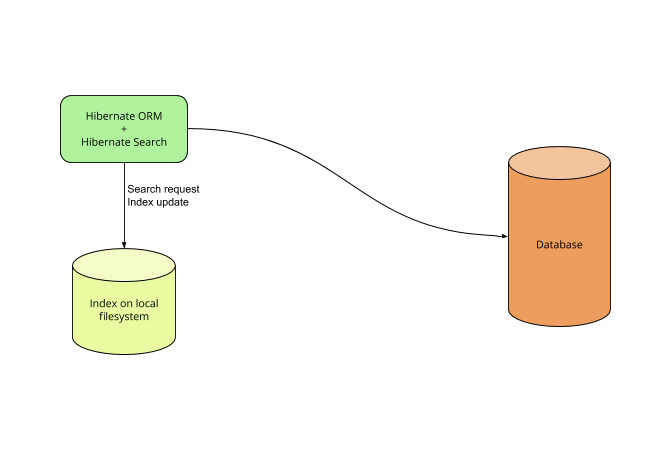 Hibernate ORM
+
Hibernate Search
Search request
Index update
Database
Index on local
filesystem